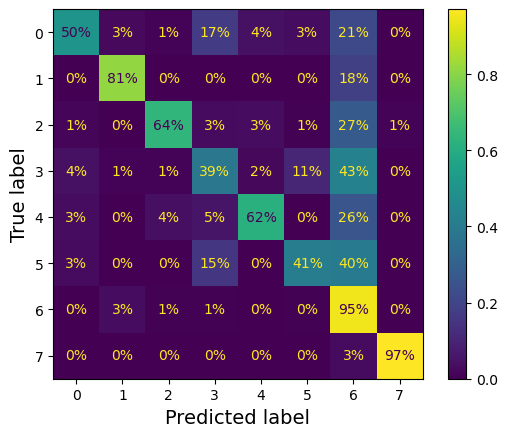 0 50% 3% 1% 17% 4% 3% 21% 0%
1 0% 81% 0% 0% 0% 0% 18% 0%
2 1% 0% 64% 3% 3% 1% 27% 1%
3 4% 1% 1% 39% 2% 11% 43% 0%
4 3% 0% 4% 5% 62% 0% 26% 0%
5 3% 0% 0% 15% 0% 41% 40% 0%
6 0% 3% 1% 1% 0% 0% 95% 0%
7 0% 0% 0% 0% 0% 0% 3% 97%
0 1 2 3 4 5 6 7
Predicted label
True label
0.8
0.6
0.4
0.2
0.0